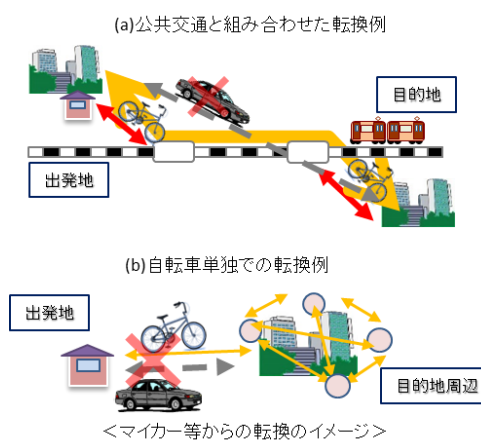 (a)公共交通と組み合わせた転換例
目的地
出発地
(b)自転車単独での転換例
出発地
目的地周辺
＜マイカー等からの転換のイメージ＞